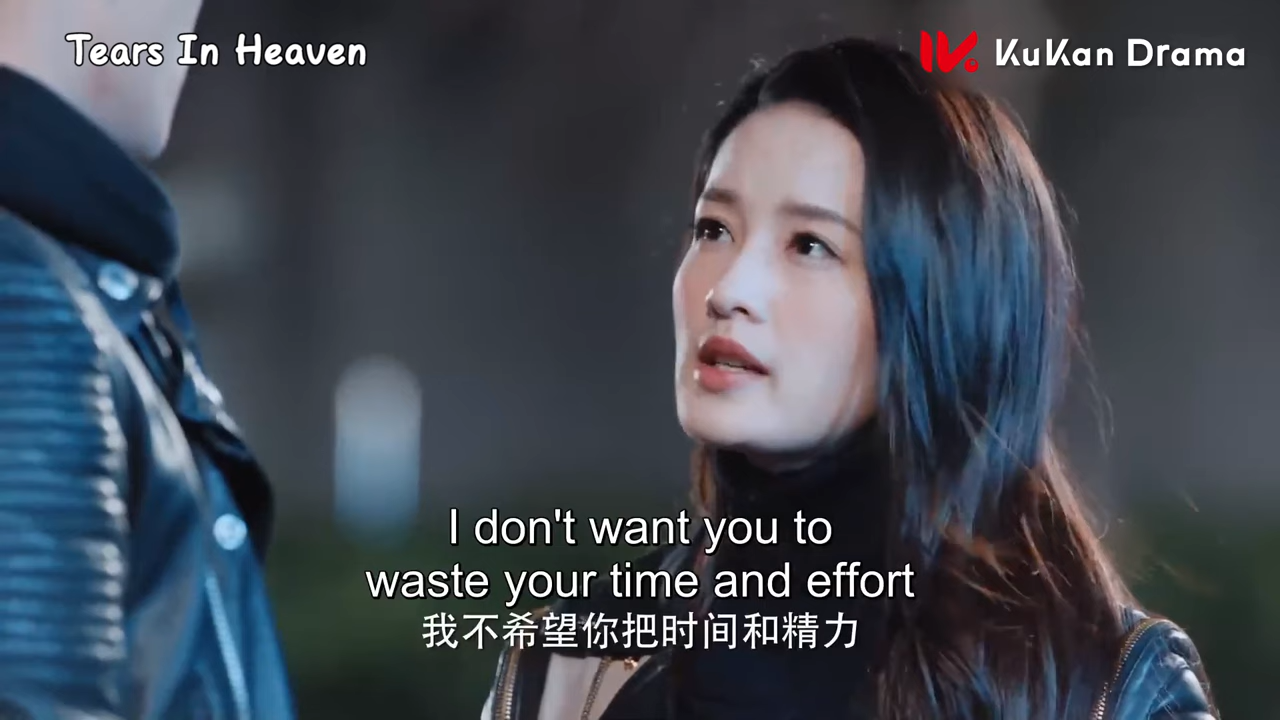 Tears In Heaven
KuKan Drama
I don't want you to
waste your time and effort
我不希望你把时间和精力